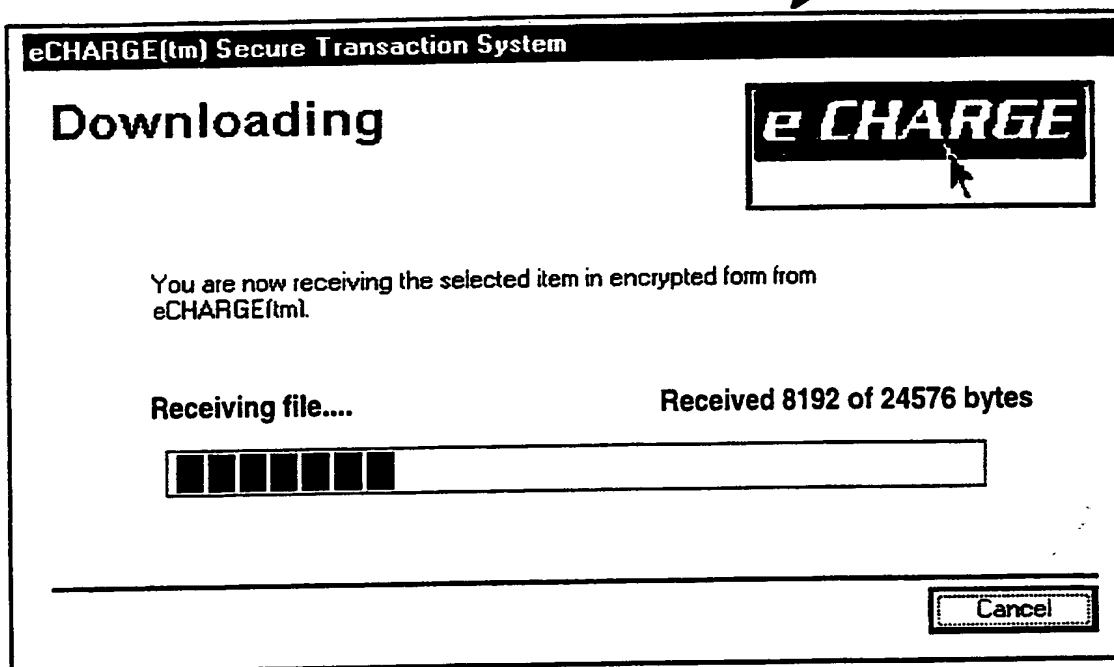 eCHARGE(tm) Secure Transaction System
Downloading
e CHARGE
You are now receiving the selected item in encrypted form from
eCHARGE(tm).
Receiving file....
Received 8192 of 24576 bytes
Cancel